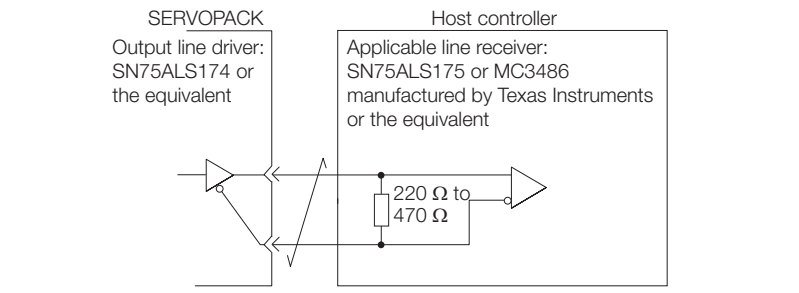 SERVOPACK
Host controller
Output line driver:
SN75ALS174 or
the equivalent
Applicable line receiver:
SN75ALS175 or MC3486
manufactured by Texas Instruments
or the equivalent
220 Ω to
470 Ω